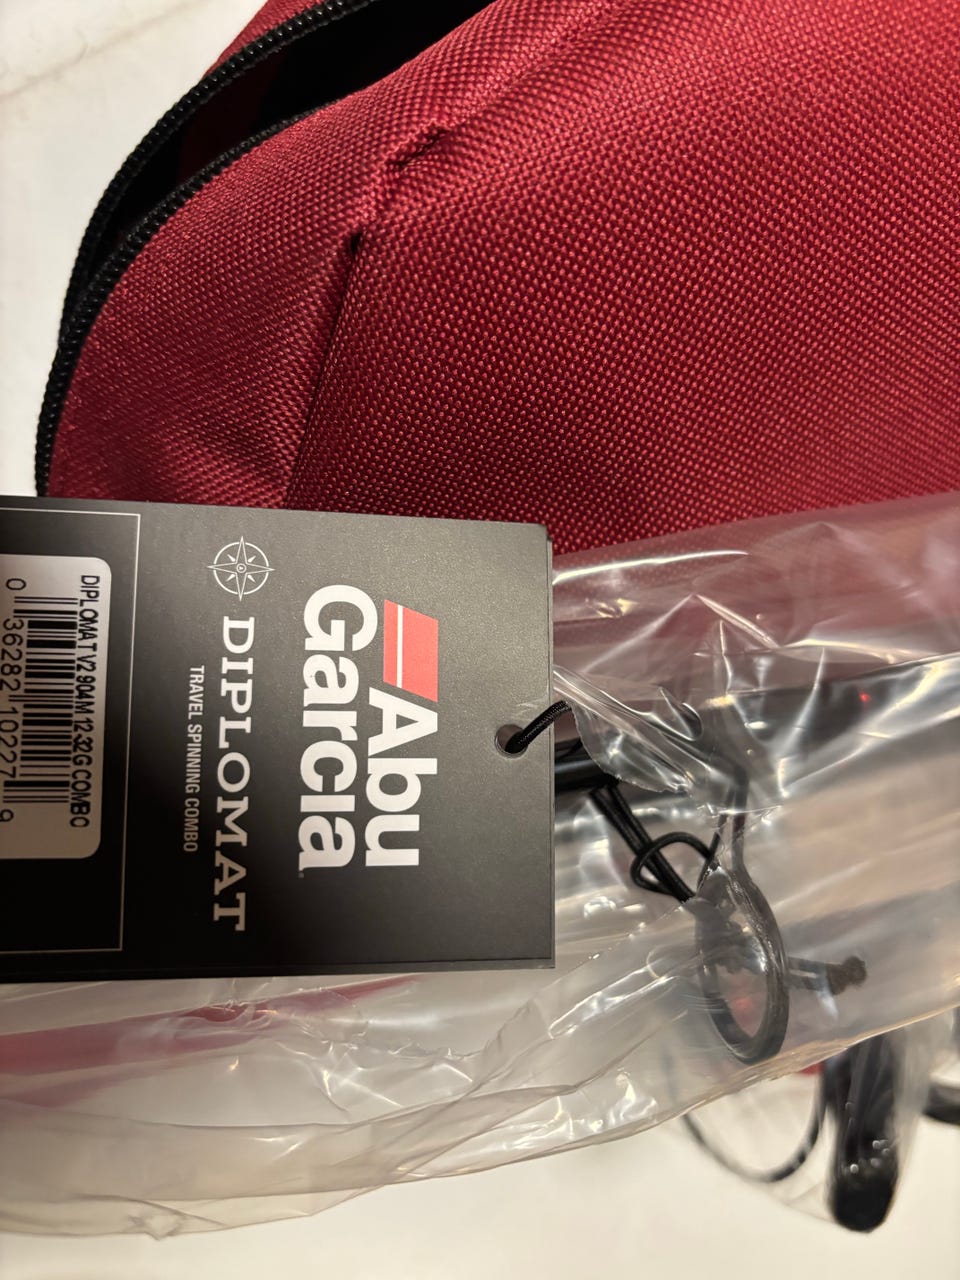 Abu
Garcia
DIPLOMAT
TRAVEL SPINNING COMBO
DIPLOMAT V2 904M 12 32G COMBO
0 36282 10227 9